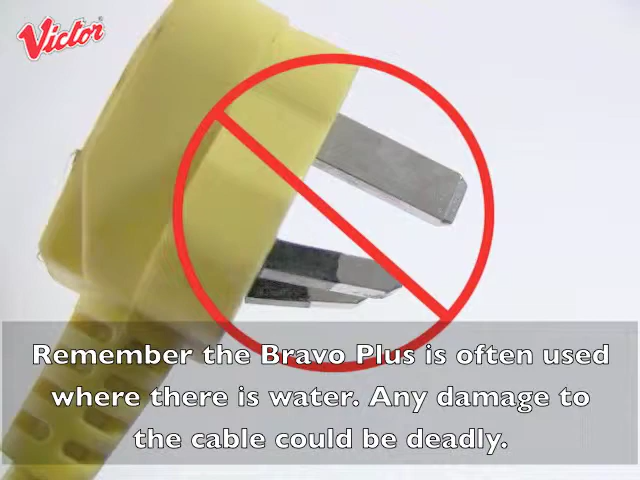 Victor
Remember the Bravo Plus is often used
where there is water. Any damage to
the cable could be deadly.